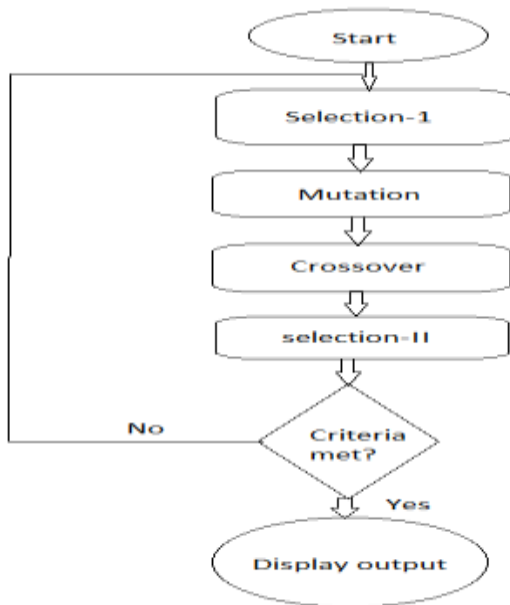 Start
Selection-1
Mutation
Crossover
selection-II
Criteria
met?
No
Yes
Display output